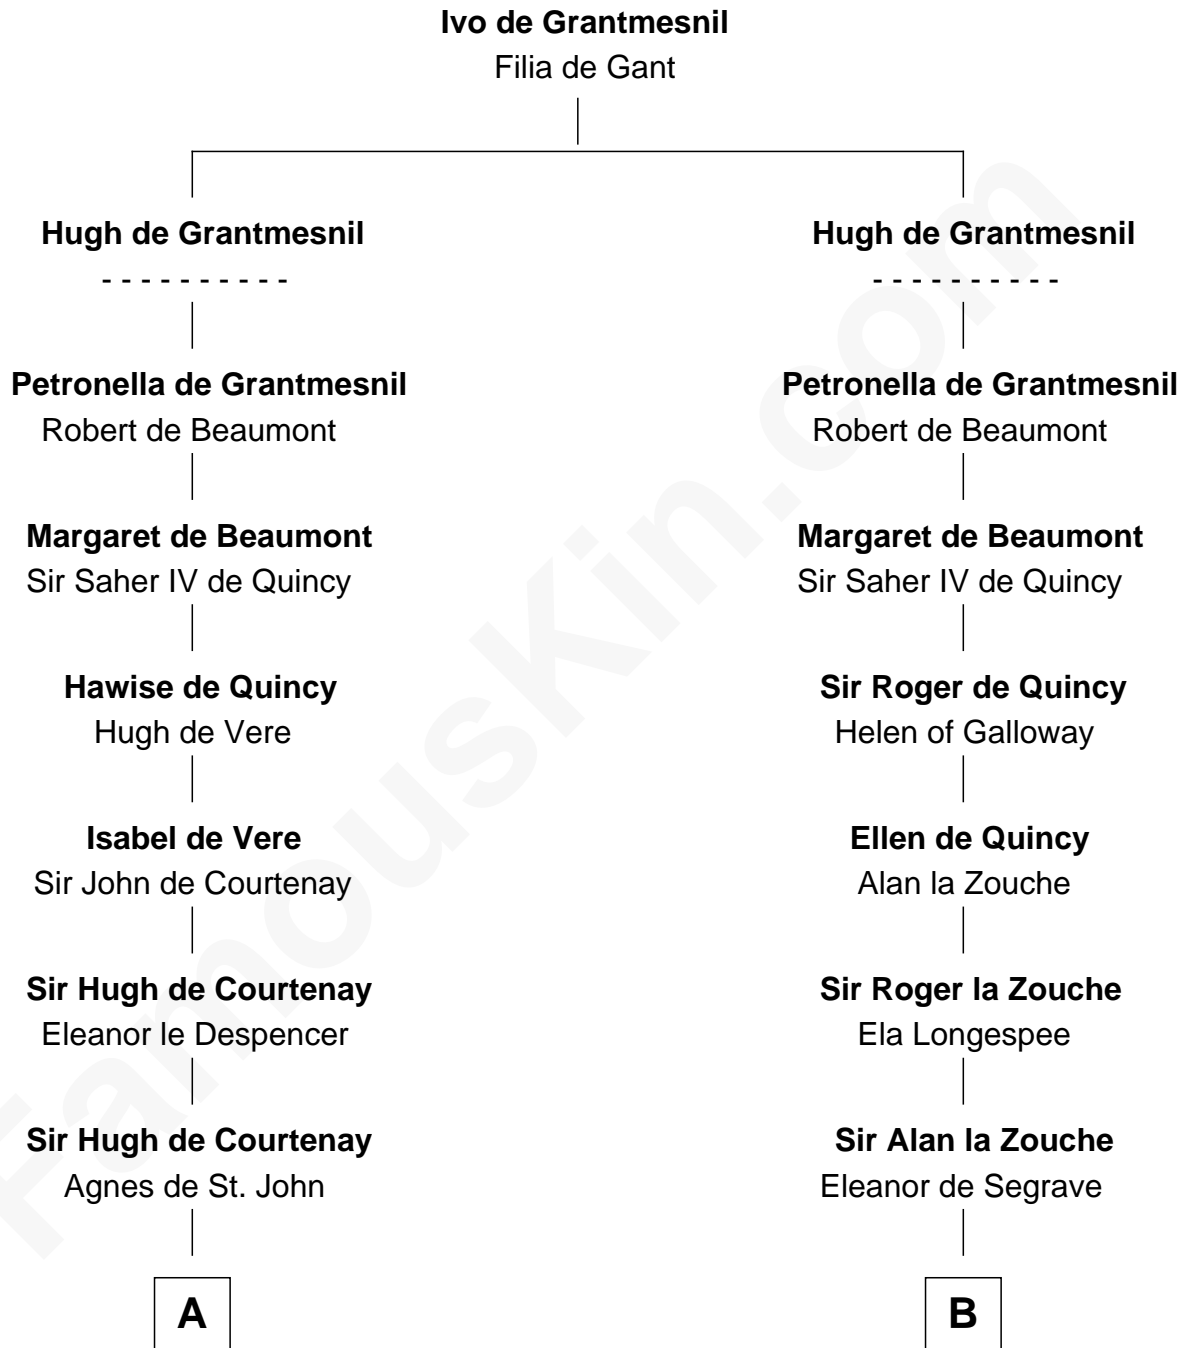 Ivo de Grantmesnil
Filia de Gant
Hugh de Grantmesnil
- - - - - - - - - -
Petronella de Grantmesnil
Robert de Beaumont
Margaret de Beaumont
Sir Saher IV de Quincy
Hawise de Quincy
Hugh de Vere
Isabel de Vere
Sir John de Courtenay
Sir Hugh de Courtenay
Eleanor le Despencer
Sir Hugh de Courtenay
Agnes de St. John
A
Hugh de Grantmesnil
- - - - - - - - - -
Petronella de Grantmesnil
Robert de Beaumont
Margaret de Beaumont
Sir Saher IV de Quincy
Sir Roger de Quincy
Helen of Galloway
Ellen de Quincy
Alan la Zouche
Sir Roger la Zouche
Ela Longespee
Sir Alan la Zouche
Eleanor de Segrave
B
FamousKin.com